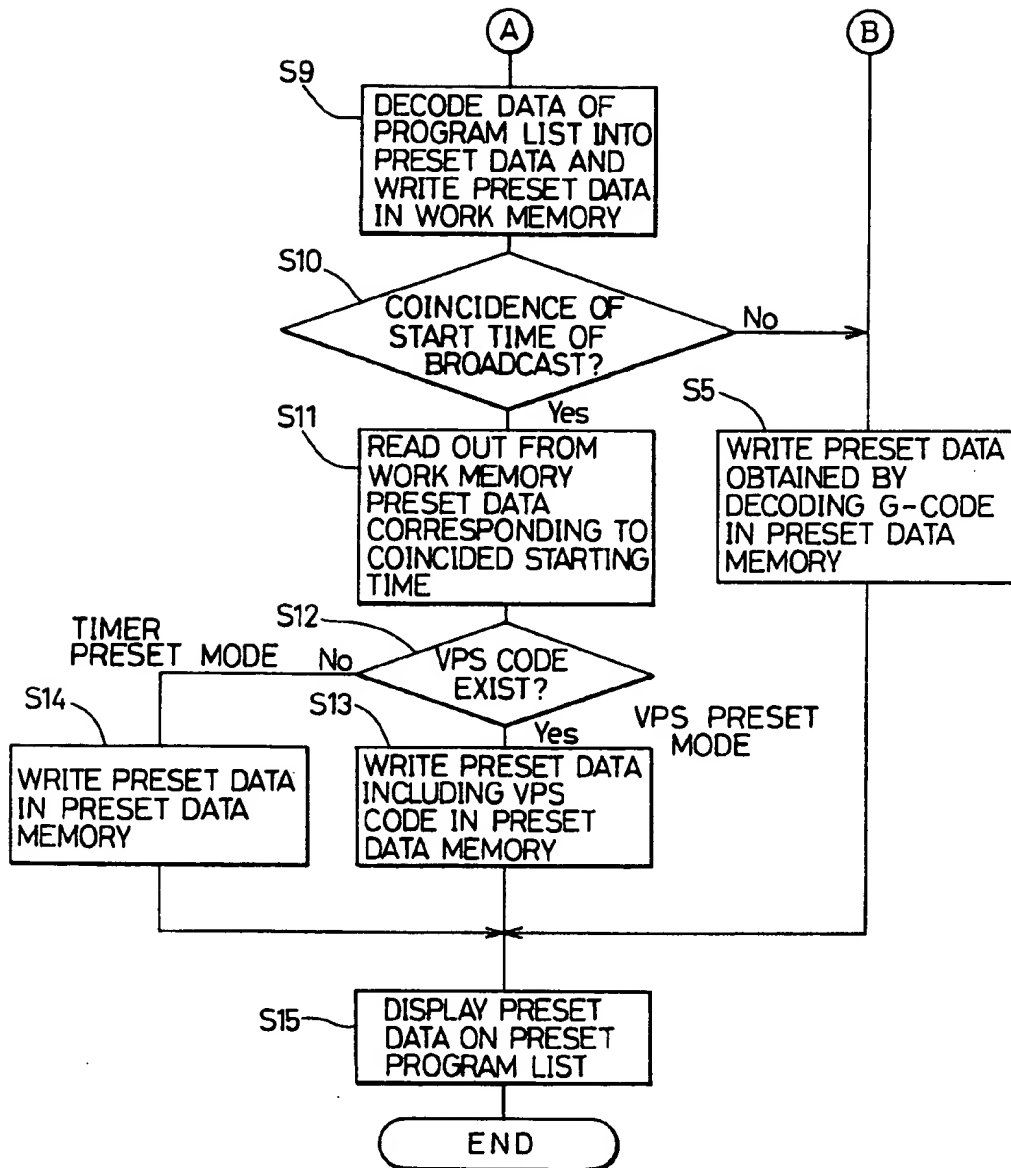 A
B
S9
DECODE DATA OF
PROGRAM LIST INTO
PRESET DATA AND
WRITE PRESET DATA
IN WORK MEMORY
S10
COINCIDENCE OF
START TIME OF
BROADCAST?
No
Yes
S11
READ OUT FROM
WORK MEMORY
PRESET DATA
CORRESPONDING TO
COINCIDED STARTING
TIME
S5
WRITE PRESET DATA
OBTAINED BY
DECODING G-CODE
IN PRESET DATA
MEMORY
S12
TIMER
PRESET MODE
No
VPS CODE
EXIST?
S14
S13
Yes
VPS PRESET
MODE
WRITE PRESET DATA
IN PRESET DATA
MEMORY
WRITE PRESET DATA
INCLUDING VPS
CODE IN PRESET
DATA MEMORY
S15
DISPLAY PRESET
DATA ON PRESET
PROGRAM LIST
END